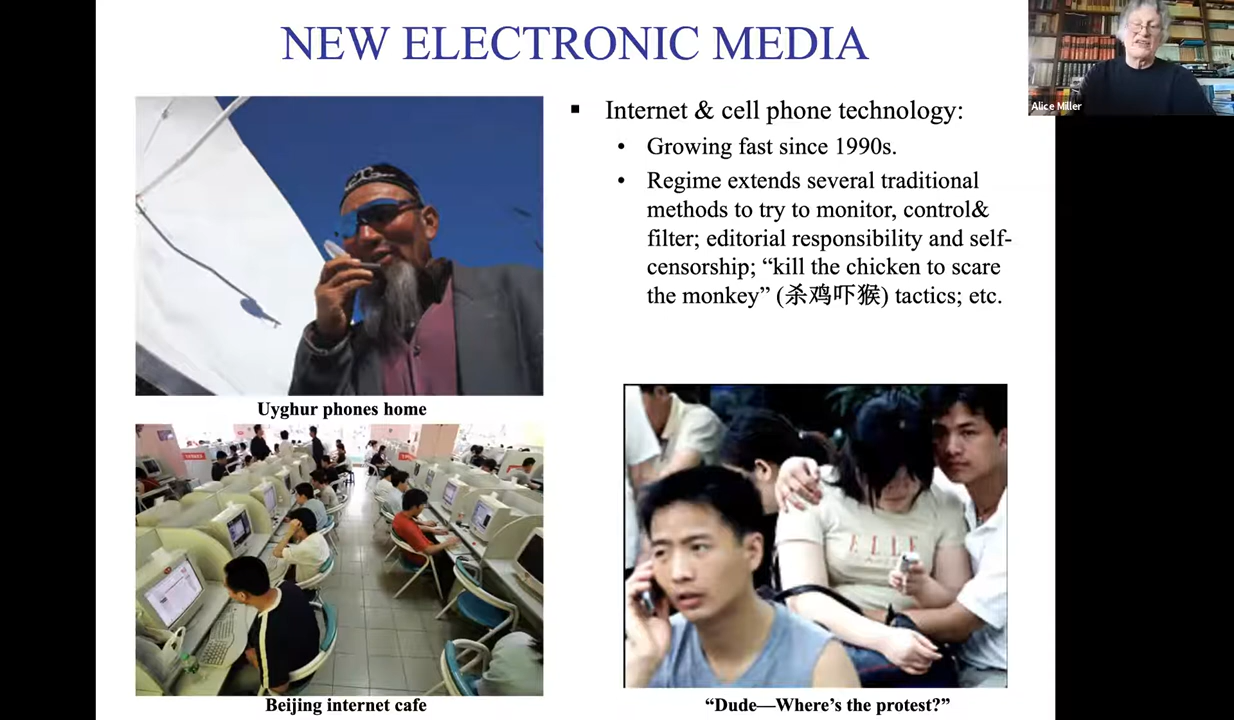 NEW ELECTRONIC MEDIA
Alice Miller
▪ Internet & cell phone technology:
• Growing fast since 1990s.
• Regime extends several traditional
methods to try to monitor, control&
filter; editorial responsibility and self-
censorship; “kill the chicken to scare
the monkey” (杀鸡吓猴) tactics; etc.
Uyghur phones home
ELLE
Beijing internet cafe
“Dude—Where’s the protest?”